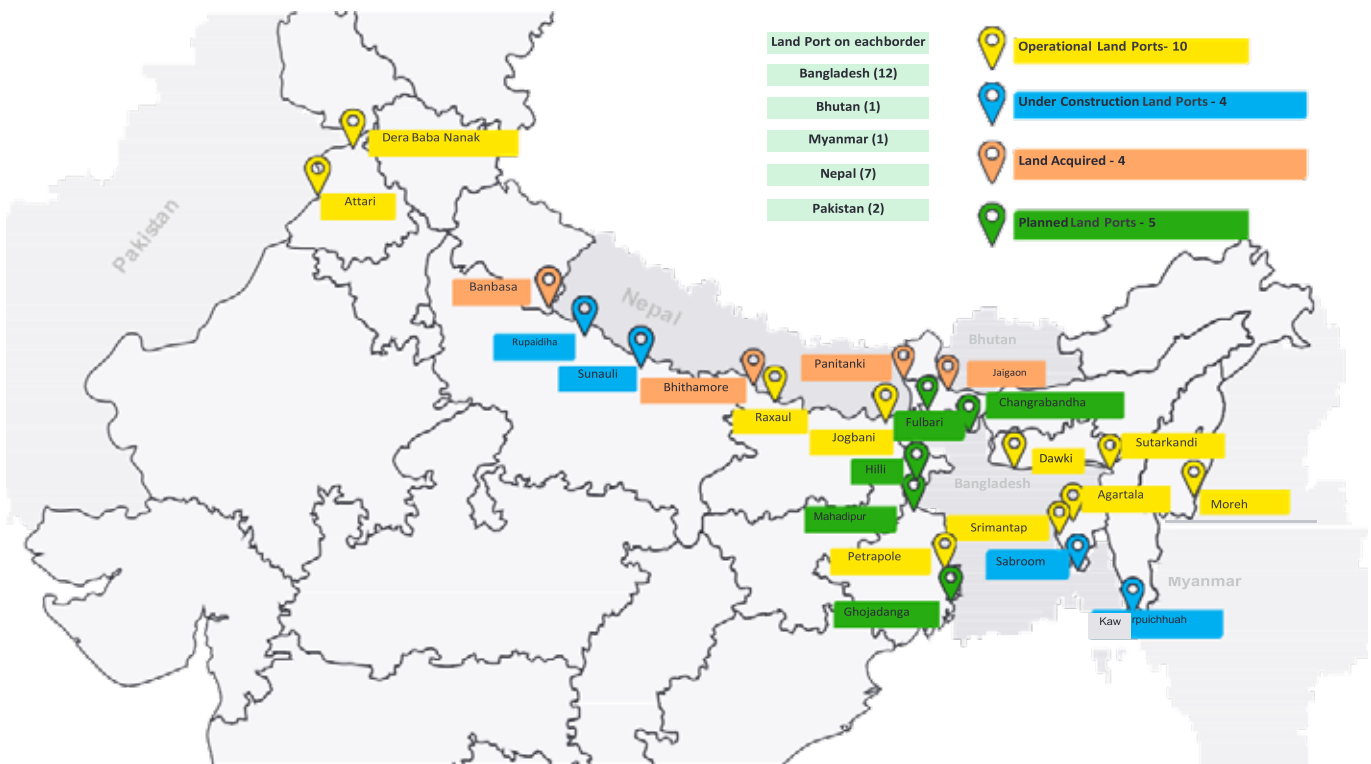 Land Port on eachborder
Bangladesh (12)
Bhutan (1)
Myanmar (1)
Nepal (7)
Pakistan (2)
Operational Land Ports- 10
Under Construction Land Ports - 4
Land Acquired - 4
Planned Land Ports - 5
Dera Baba Nanak
Attari
Pakistan
Banbasa
Nepal
Rupaidiha
Sunauli
Bhithamore
Panitanki
Bhutan
Jaigaon
Raxaul
Jogbani
Fulbari
Changrabandha
Hilli
Dawki
Sutarkandi
Bangladesh
Mahadipur
Srimantap
Agartala
Moreh
Petrapole
Sabroom
Myanmar
Ghojadanga
Kaw rpuichhuah